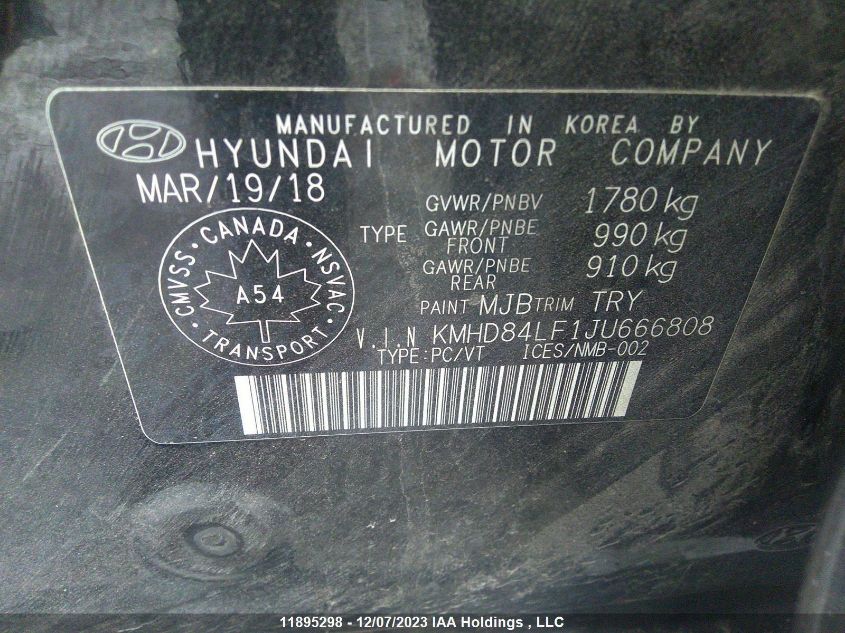 MANUFACTURED IN KOREA BY
HYUNDAI MOTOR COMPANY
MAR/19/18
GVWR/PNBV 1780 kg
TYPE GAWR/PNBE FRONT 990 kg
GAWR/PNBE REAR 910 kg
CMVSS · CANADA · NSVAC
A54
TRANSPORT
PAINT MJB TRIM TRY
V.I.N KMHD84LF1JU666808
TYPE:PC/VT ICES/NMB-002
11895298 - 12/07/2023 IAA Holdings , LLC